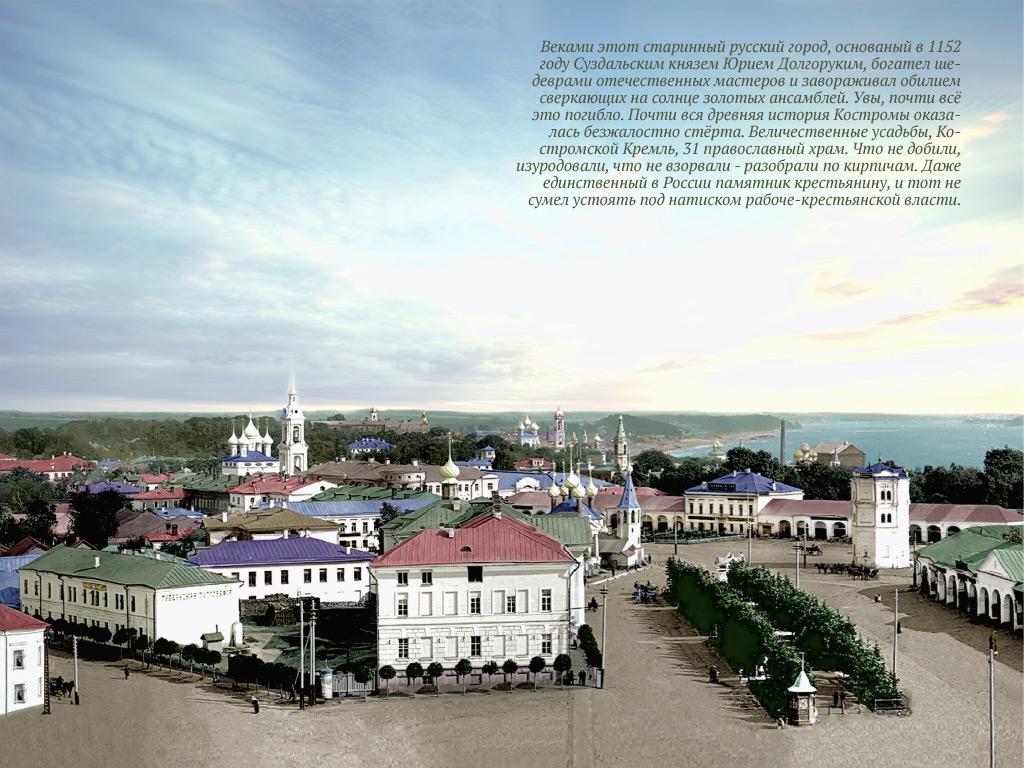 Веками этот старинный русский город, основаный в 1152
году Суздальским князем Юрием Долгоруким, богател ше-
деврами отечественных мастеров и завораживал обилием
сверкающих на солнце золотых ансамблей. Увы, почти всё
это погибло. Почти вся древняя история Костромы оказа-
лась безжалостно стёрта. Величественные усадьбы, Ко-
стромской Кремль, 31 православный храм. Что не добили,
изуродовали, что не взорвали - разобрали по кирпичам. Даже
единственный в России памятник крестьянину, и тот не
сумел устоять под натиском рабоче-крестьянской власти.
ГУБЕРНСКАЯ ТИПОГРАФІЯ